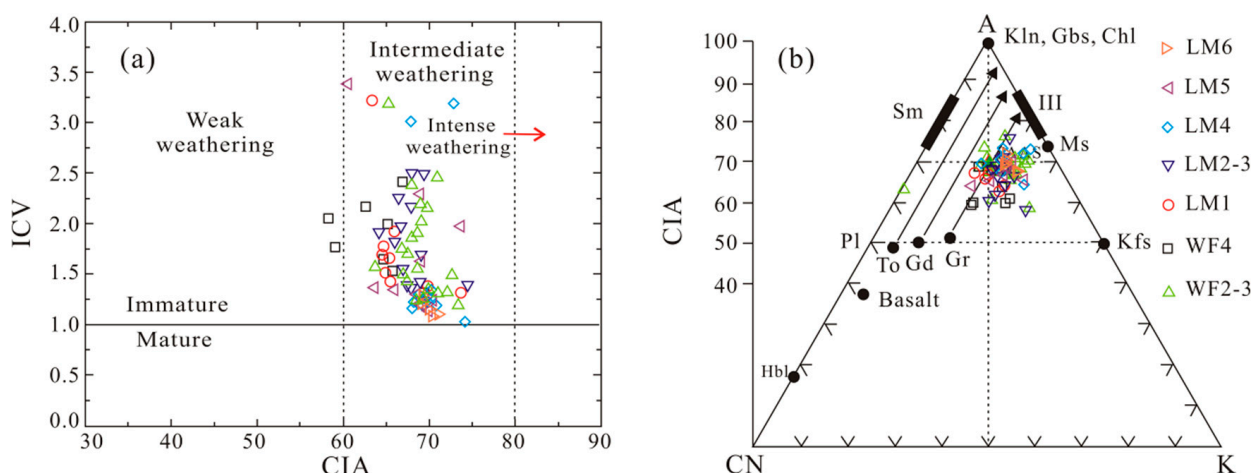 (a)
4.0
3.5
3.0
2.5
2.0
1.5
1.0
0.5
0.0
ICV
Weak
weathering
Intermediate
weathering
Intense
weathering
Immature
Mature
30
40
50
60
70
80
90
CIA
(b)
A
Kln, Gbs, Chl
100
90
80
70
60
50
40
CIA
Sm
Ill
Ms
Pl
To
Gd
Gr
Kfs
Basalt
Hbl
CN
K
LM6
LM5
LM4
LM2-3
LM1
WF4
WF2-3